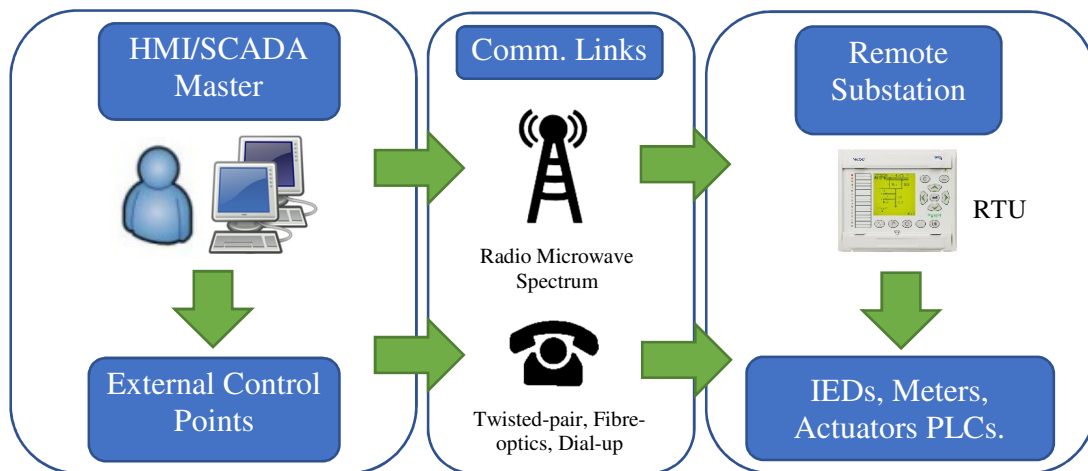 HMI/SCADA
Master
Comm. Links
Remote
Substation
RTU
Radio Microwave
Spectrum
External Control
Points
Twisted-pair, Fibre-
optics, Dial-up
IEDs, Meters,
Actuators PLCs.